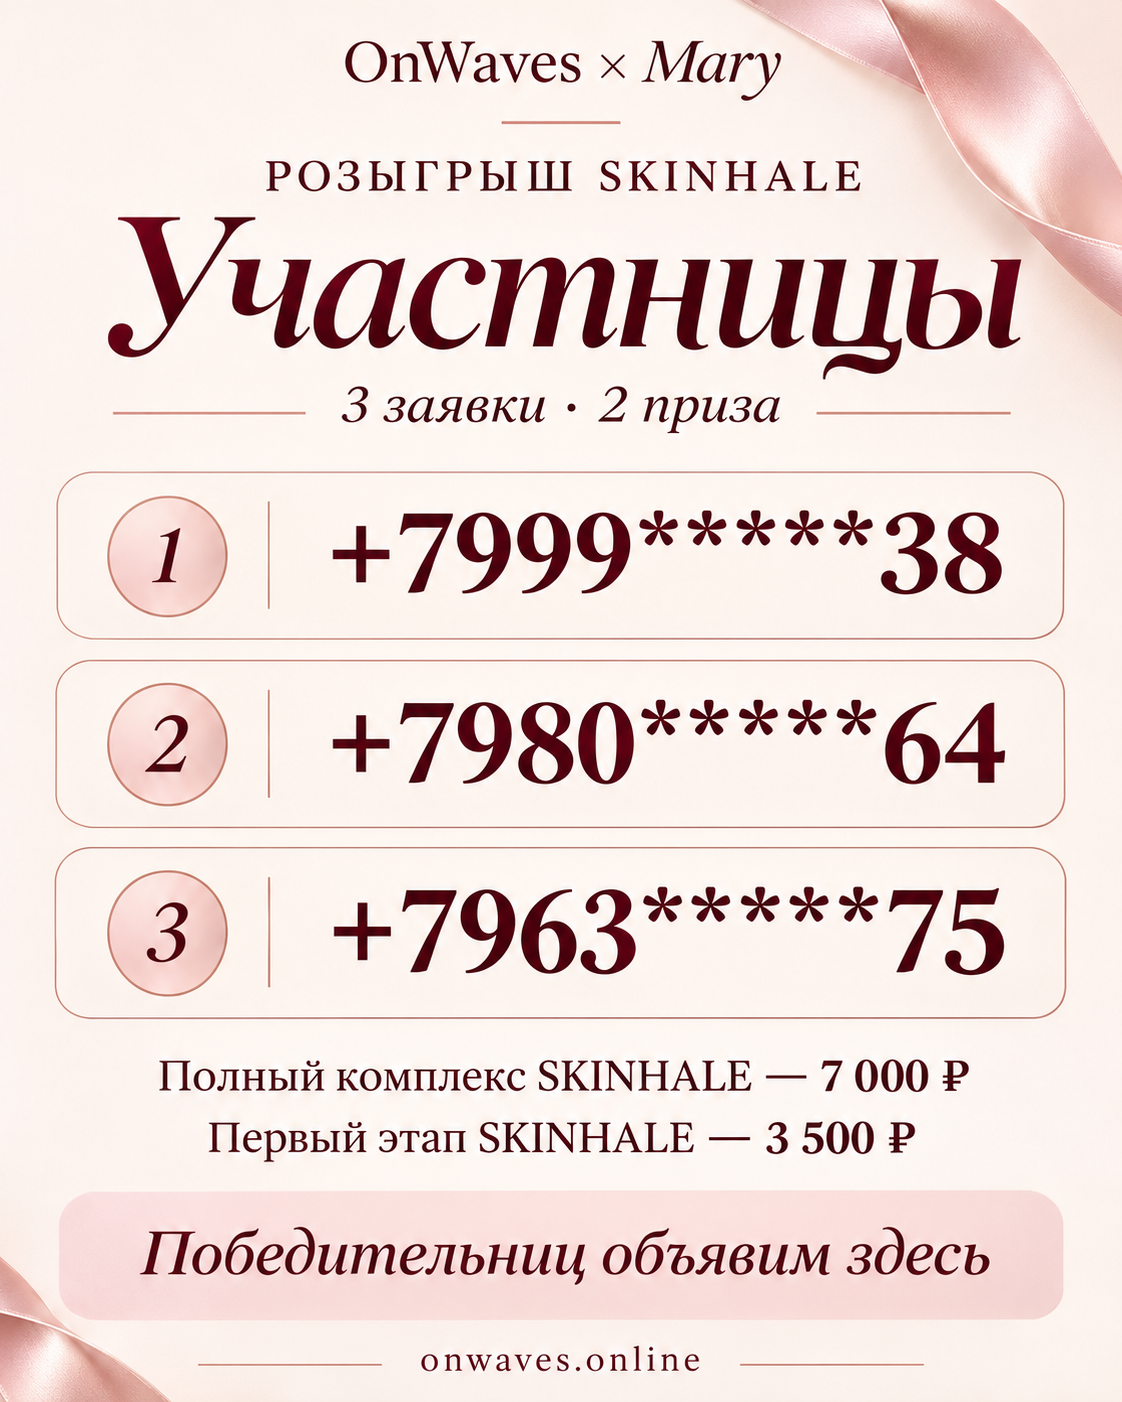 OnWaves × Mary
РОЗЫГРЫШ SKINHALE
Участницы
3 заявки · 2 приза
1 +7999*****38
2 +7980*****64
3 +7963*****75
Полный комплекс SKINHALE — 7 000 ₽
Первый этап SKINHALE — 3 500 ₽
Победительниц объявим здесь
onwaves.online